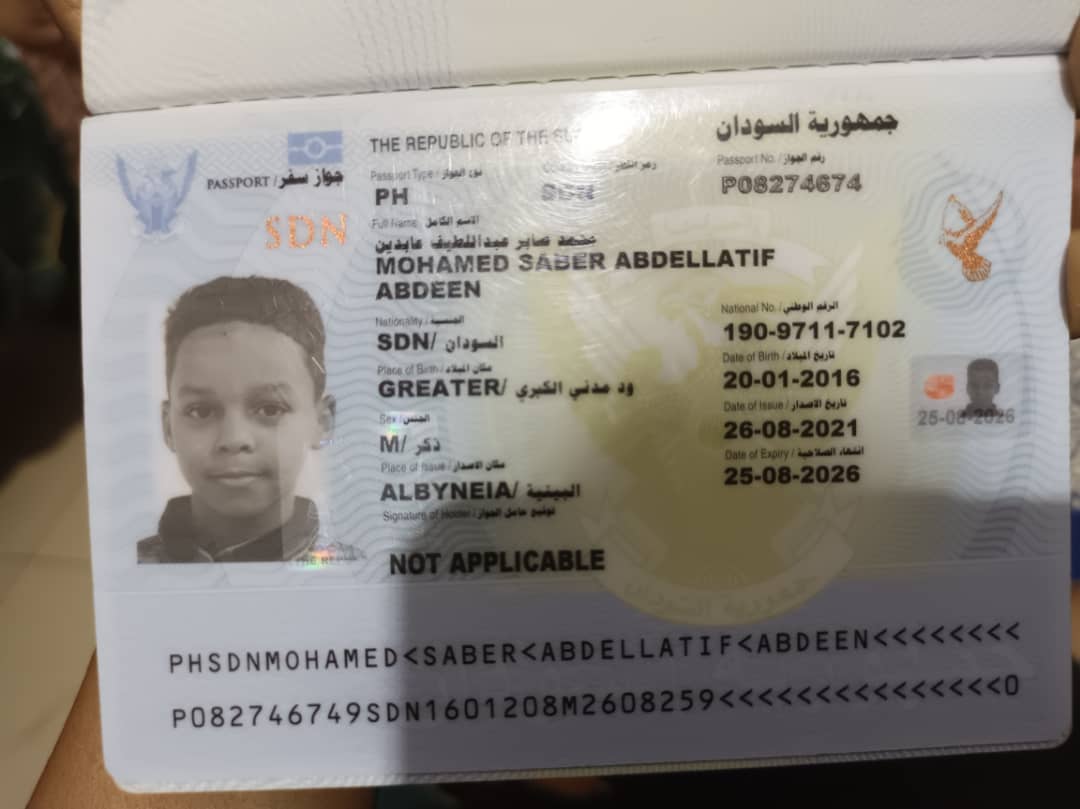 جمهورية السودان
THE REPUBLIC OF THE
PASSPORT / جواز سفر
SDN
Passport Type / نوع الجواز
PH
رمز القطر
SDN
Passport No. / رقم الجواز
P08274674
Full Name / الاسم الكامل
محمد صابر عبداللطيف عابدين
MOHAMED SABER ABDELLATIF
ABDEEN
Nationality / الجنسية
SDN/ السودان
National No. / الرقم الوطني
190-9711-7102
Place of Birth / مكان الميلاد
GREATER/ ود مدني الكبري
Date of Birth / تاريخ الميلاد
20-01-2016
Sex / الجنس
M/ ذكر
Date of Issue / تاريخ الاصدار
26-08-2021
Place of Issue / مكان الاصدار
ALBYNEIA/
Date of Expiry / انتهاء الصلاحية
25-08-2026
25-08-2026
Signature of Holder / توقيع حامل الجواز
NOT APPLICABLE
جمهورية السودان
PHSDNMOHAMED<SABER<ABDELLATIF<ABDEEN<<<<<<<<
P082746749SDN1601208M2608259<<<<<<<<<<<<<<<0